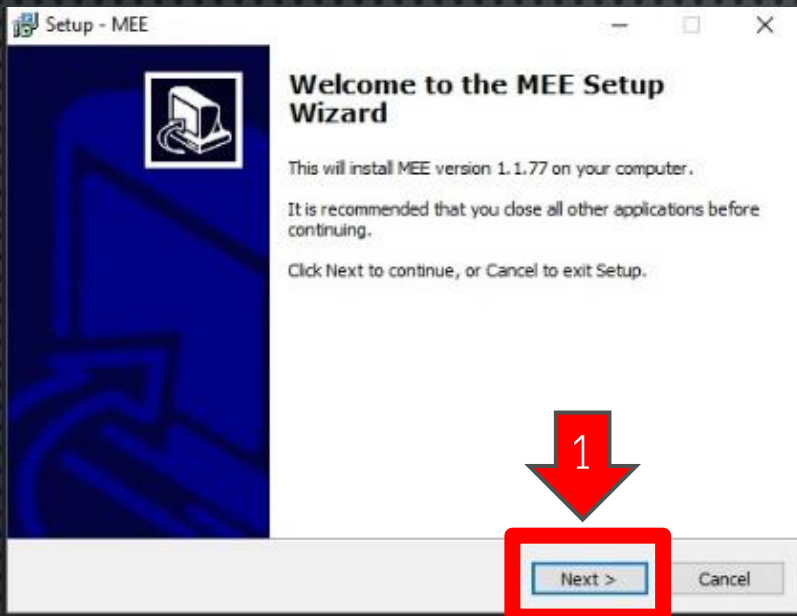 Setup - MEE
Welcome to the MEE Setup
Wizard
This will install MEE version 1.1.77 on your computer.
It is recommended that you close all other applications before
continuing.
Click Next to continue, or Cancel to exit Setup.
1
Next >
Cancel